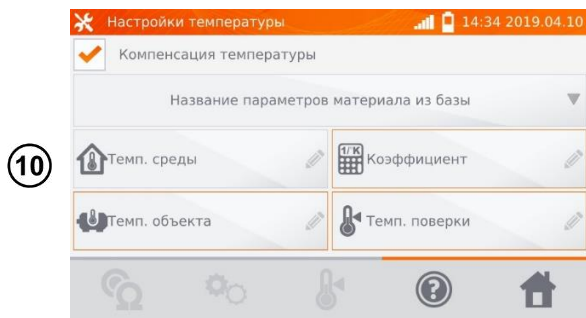 Настройки температуры 14:34 2019.04.10
Компенсация температуры
Название параметров материала из базы
10
Темп. среды 1/°K Коэффициент
Темп. объекта Темп. поверки